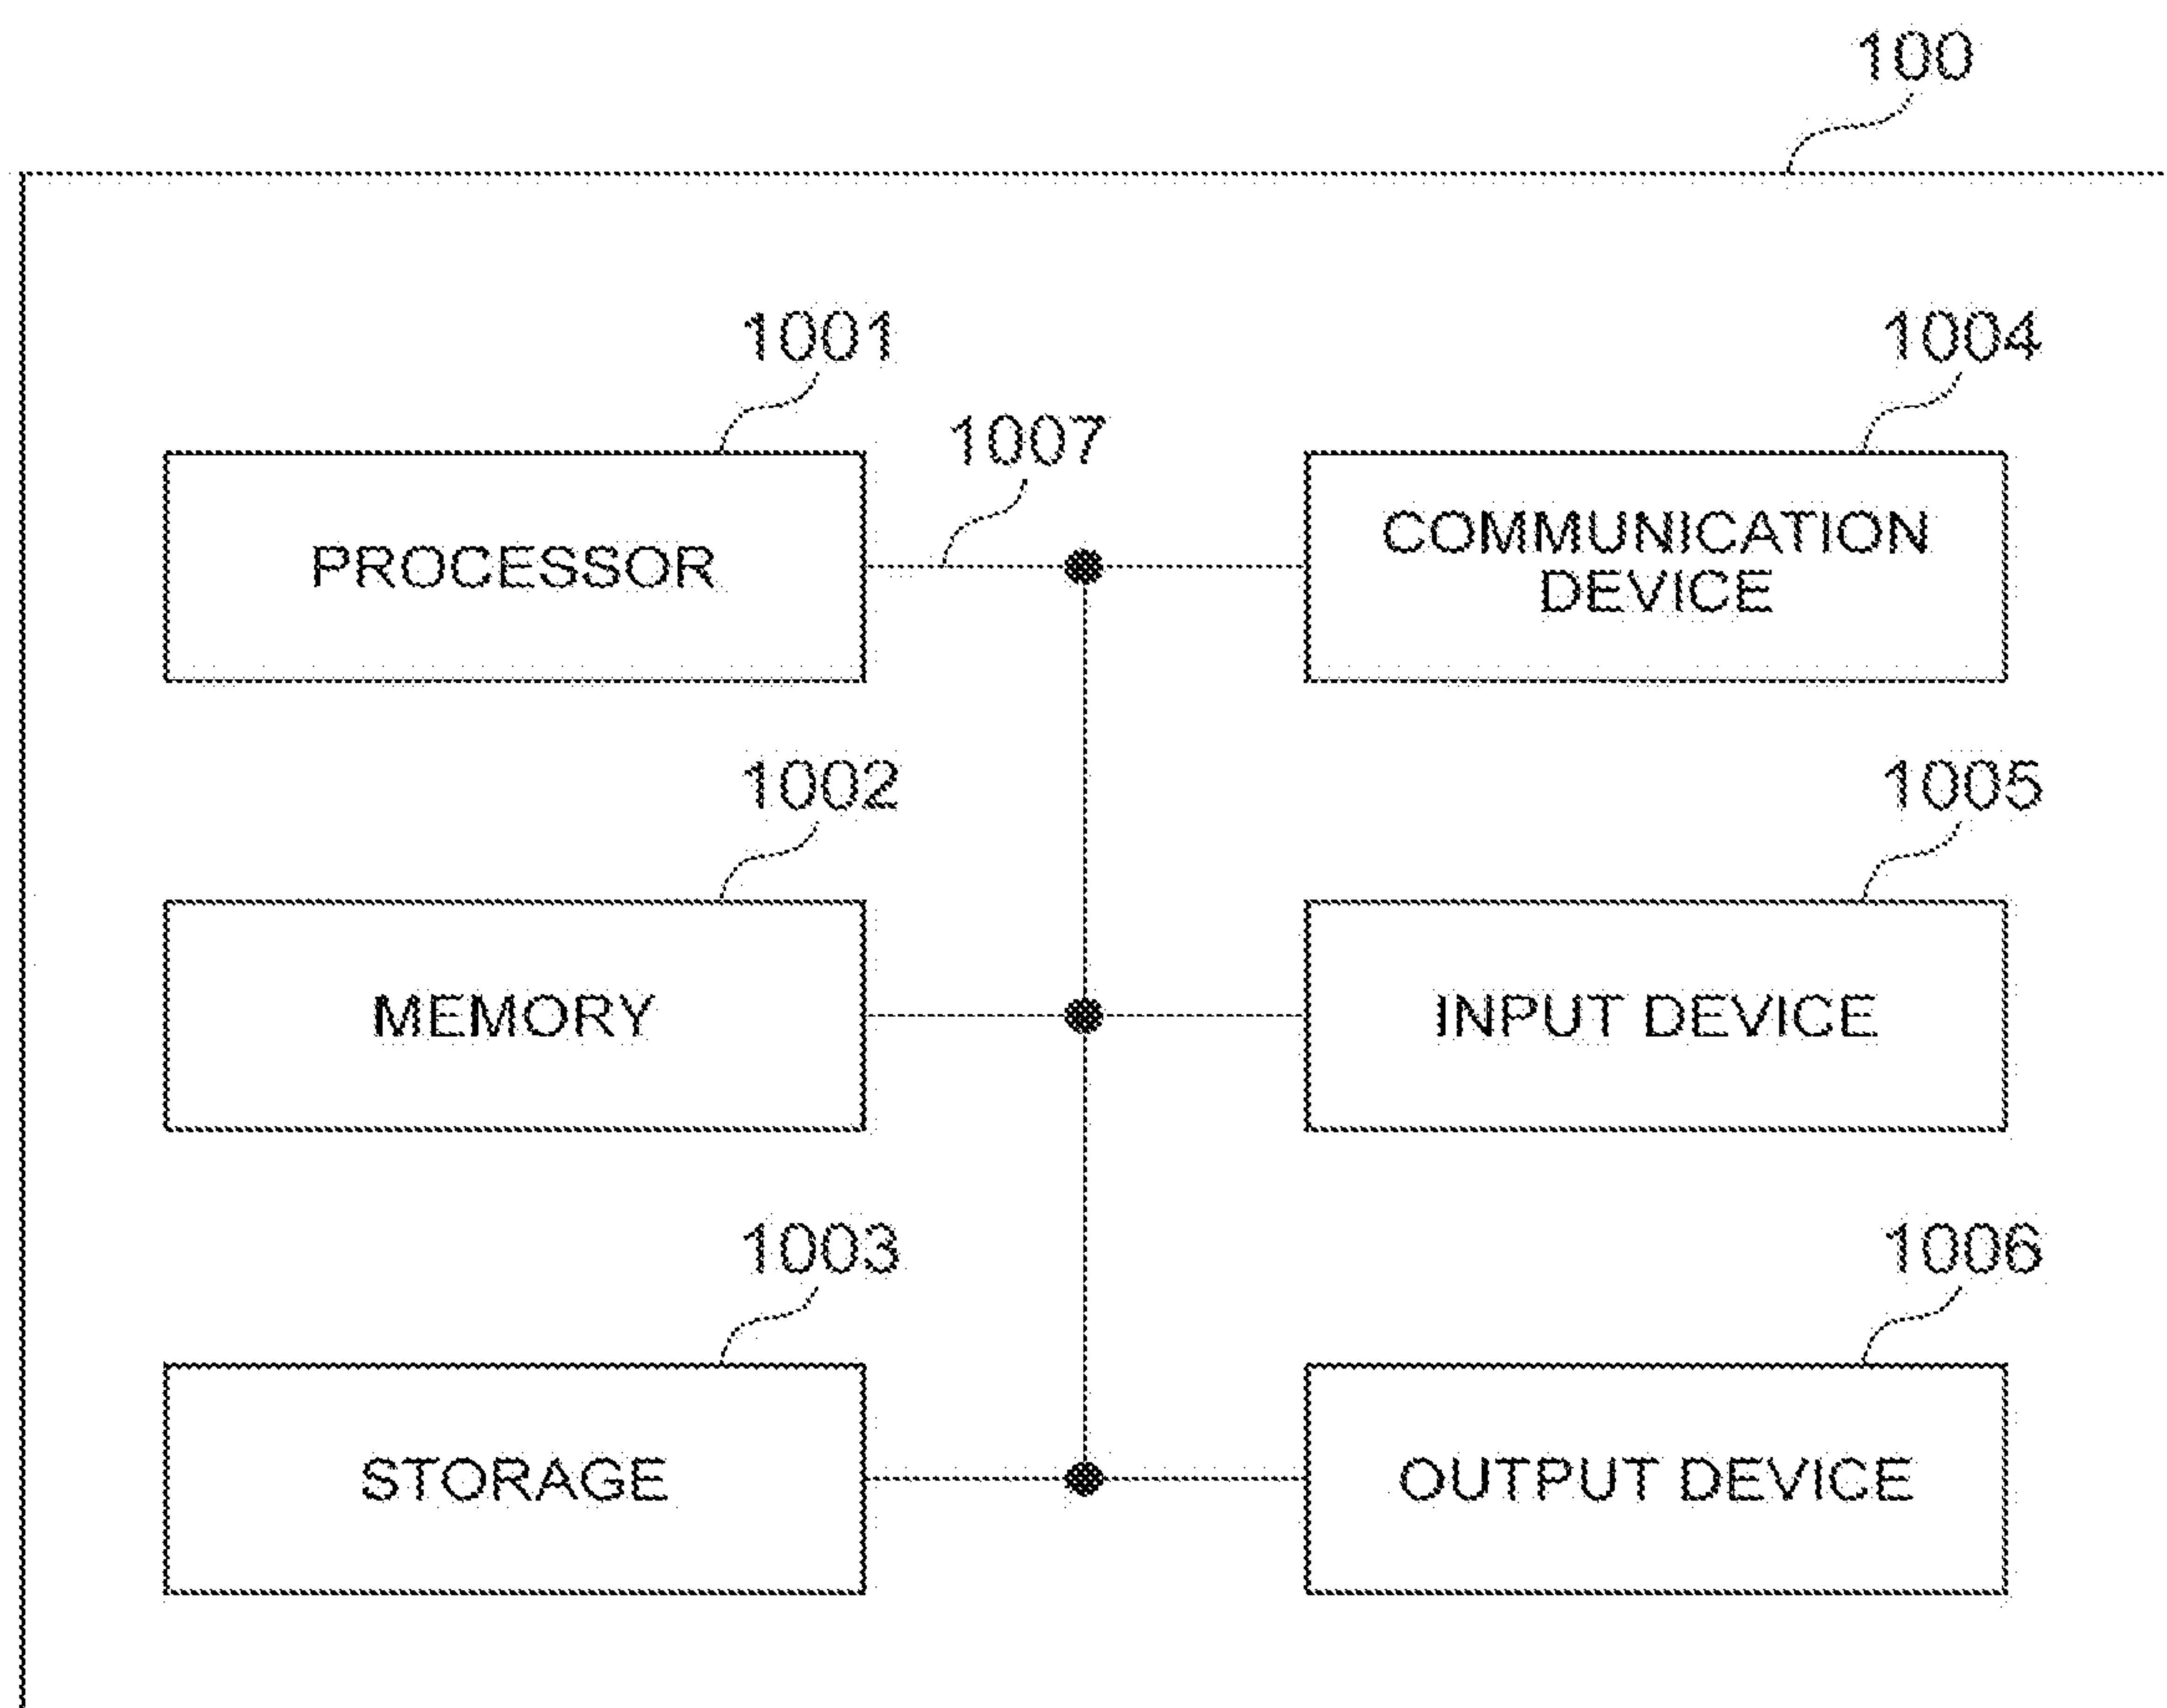 100
1001
1004
1007
PROCESSOR
COMMUNICATION
DEVICE
1002
1005
MEMORY
INPUT DEVICE
1003
1006
STORAGE
OUTPUT DEVICE